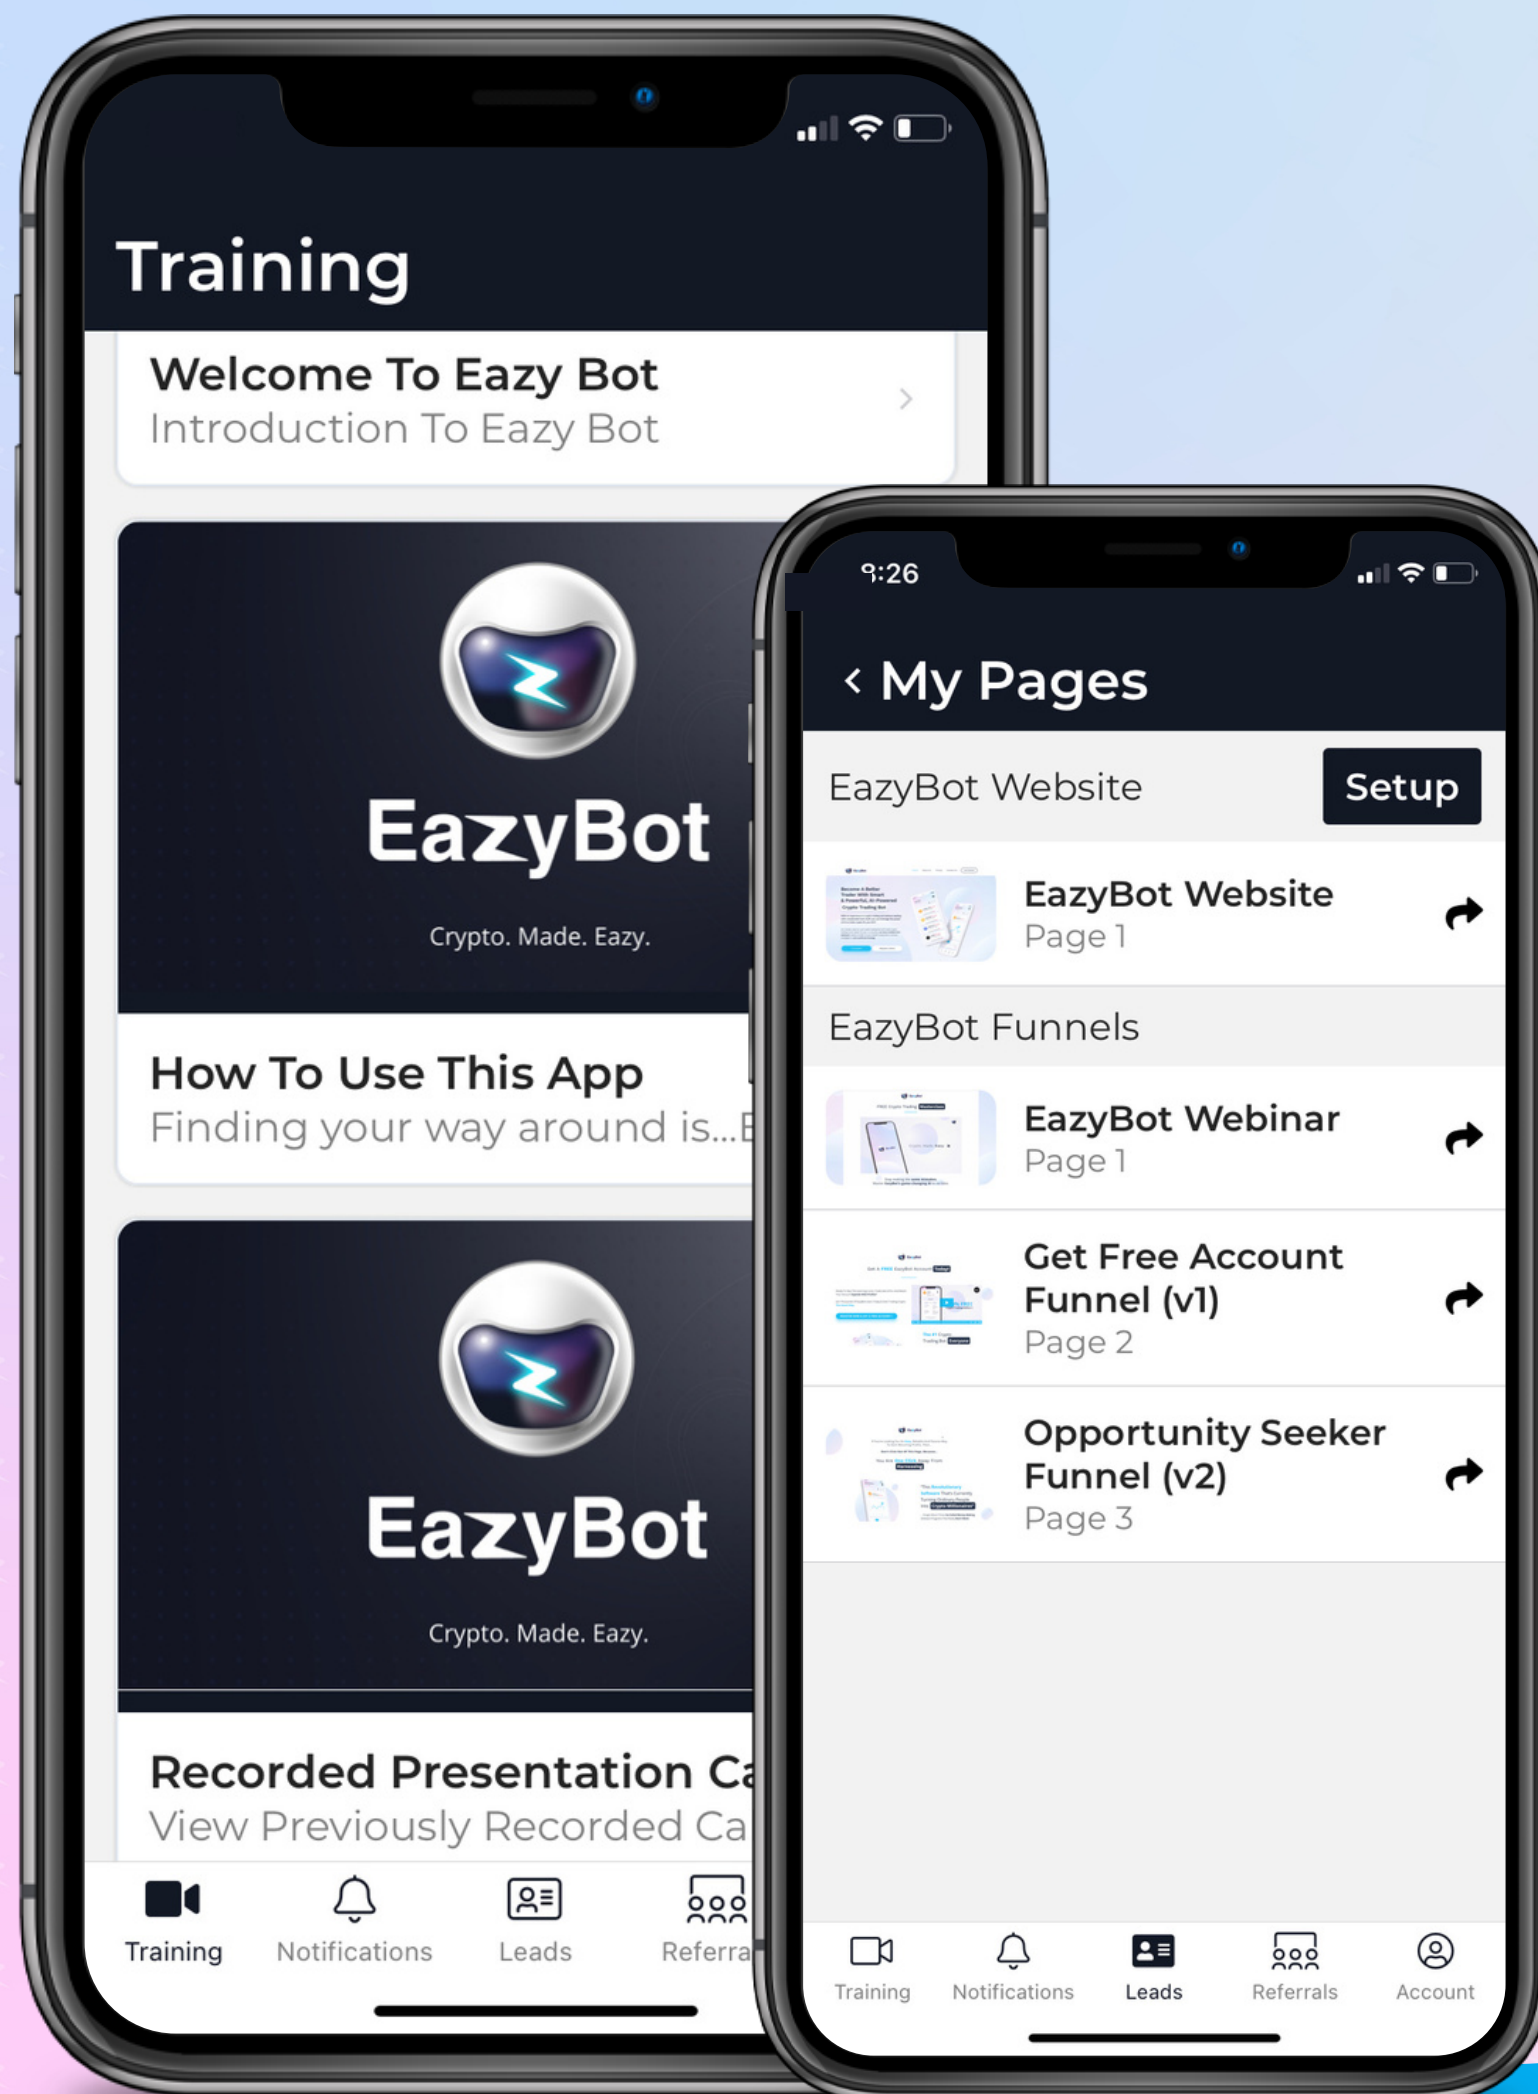 Training
Welcome To Eazy Bot
Introduction To Eazy Bot
EazyBot
Crypto. Made. Eazy.
How To Use This App
Finding your way around is...E
EazyBot
Crypto. Made. Eazy.
Recorded Presentation Ca
View Previously Recorded Ca
Training
Notifications
Leads
Referra
9:26
My Pages
EazyBot Website
Setup
EazyBot Website
Page 1
EazyBot Funnels
EazyBot Webinar
Page 1
Get Free Account
Funnel (v1)
Page 2
Opportunity Seeker
Funnel (v2)
Page 3
Training
Notifications
Leads
Referrals
Account